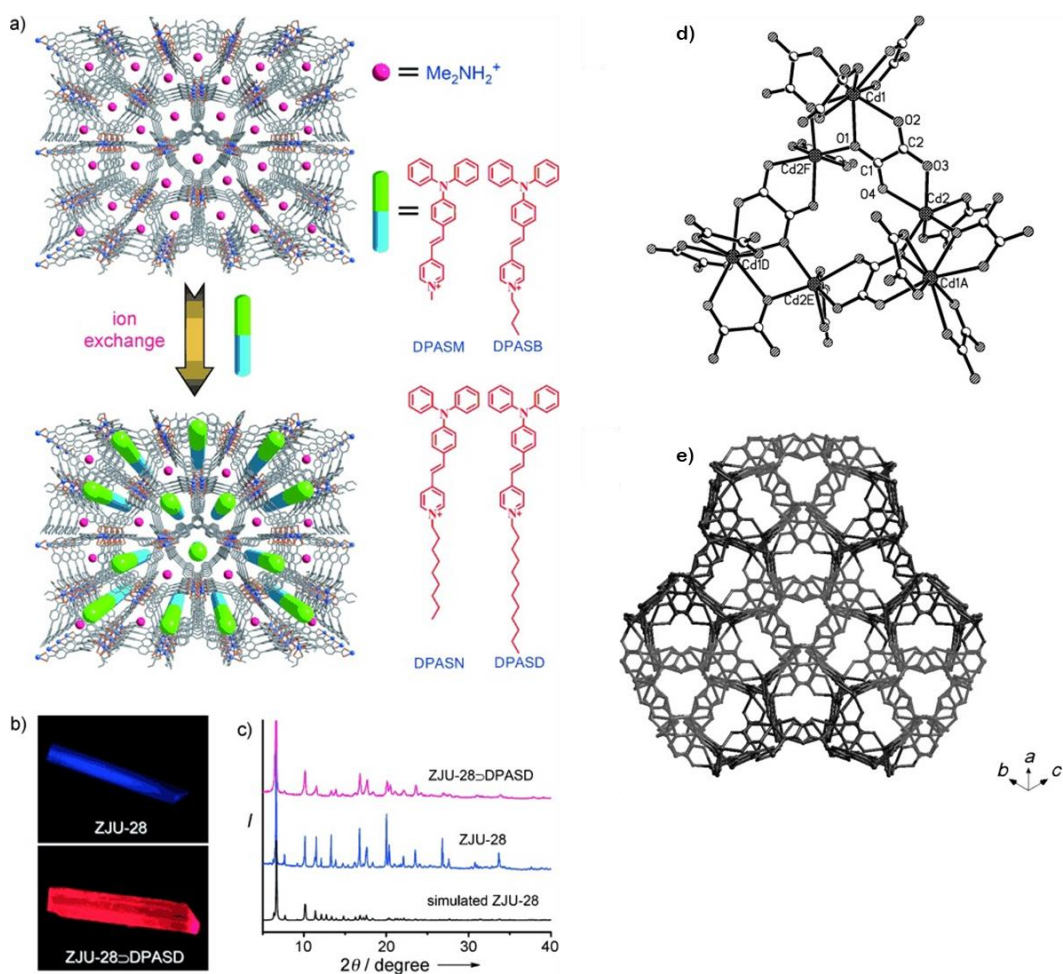 a)
= Me₂NH₂⁺
=
N
N
N⁺
N⁺
DPASM
DPASB
ion
exchange
N
N
N⁺
N⁺
DPASN
DPASD
b)
ZJU-28
ZJU-28⊃DPASD
c)
I
ZJU-28⊃DPASD
ZJU-28
simulated ZJU-28
10 20 30 40
2θ / degree
d)
Cd1
O2
O1
C2
Cd2F
C1
O3
O4
Cd2
Cd1D
Cd2E
Cd1A
e)
a
b
c